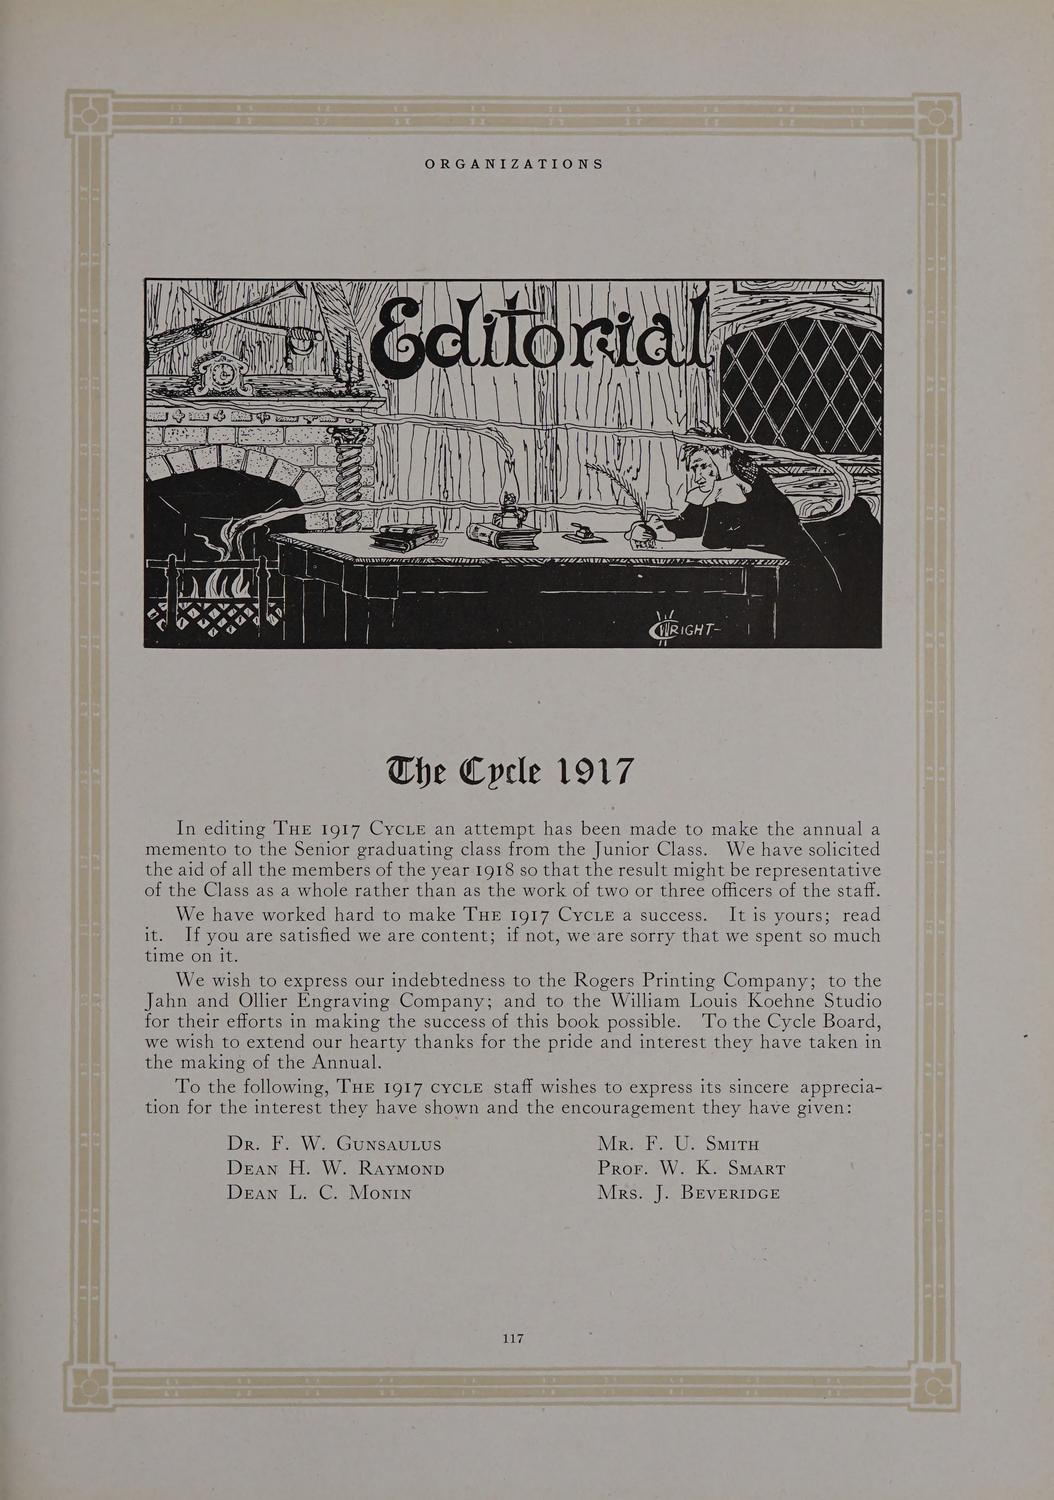 ORGANIZATIONS
Editorial
WRIGHT-
The Cycle 1917
In editing THE 1917 CYCLE an attempt has been made to make the annual a
memento to the Senior graduating class from the Junior Class. We have solicited
the aid of all the members of the year 1918 so that the result might be representative
of the Class as a whole rather than as the work of two or three officers of the staff.
We have worked hard to make THE 1917 CYCLE a success. It is yours; read
it. If you are satisfied we are content; if not, we are sorry that we spent so much
time on it.
We wish to express our indebtedness to the Rogers Printing Company; to the
Jahn and Ollier Engraving Company; and to the William Louis Koehne Studio
for their efforts in making the success of this book possible. To the Cycle Board,
we wish to extend our hearty thanks for the pride and interest they have taken in
the making of the Annual.
To the following, THE 1917 CYCLE staff wishes to express its sincere apprecia-
tion for the interest they have shown and the encouragement they have given:
DR. F. W. GUNSAULUS
DEAN H. W. RAYMOND
DEAN L. C. MONIN
MR. F. U. SMITH
PROF. W. K. SMART
MRS. J. BEVERIDGE
117